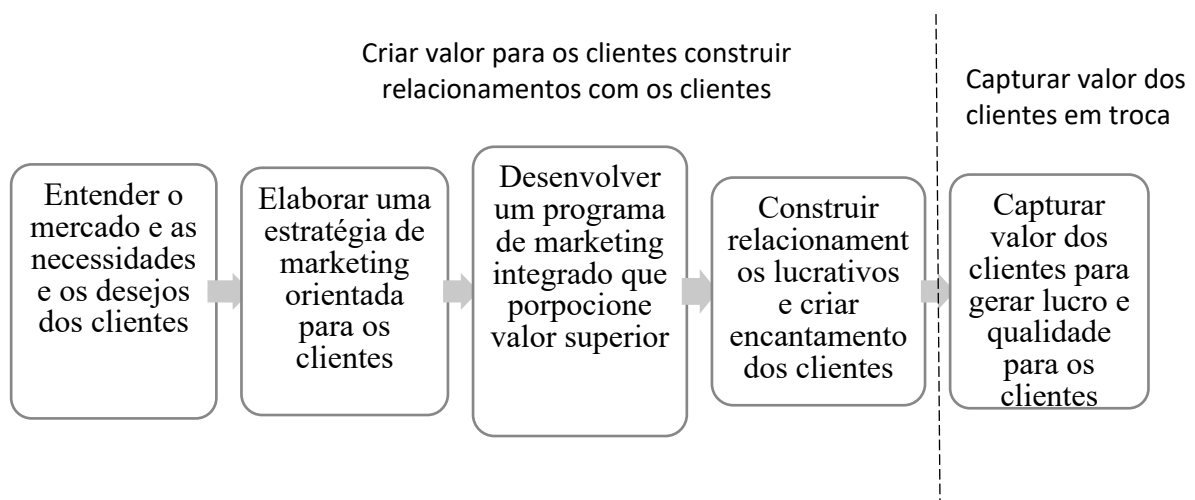 Criar valor para os clientes construir
relacionamentos com os clientes
Capturar valor dos
clientes em troca
Entender o
mercado e as
necessidades
e os desejos
dos clientes
Elaborar uma
estratégia de
marketing
orientada
para os
clientes
Desenvolver
um programa
de marketing
integrado que
porpocione
valor superior
Construir
relacionament
os lucrativos
e criar
encantamento
dos clientes
Capturar
valor dos
clientes para
gerar lucro e
qualidade
para os
clientes